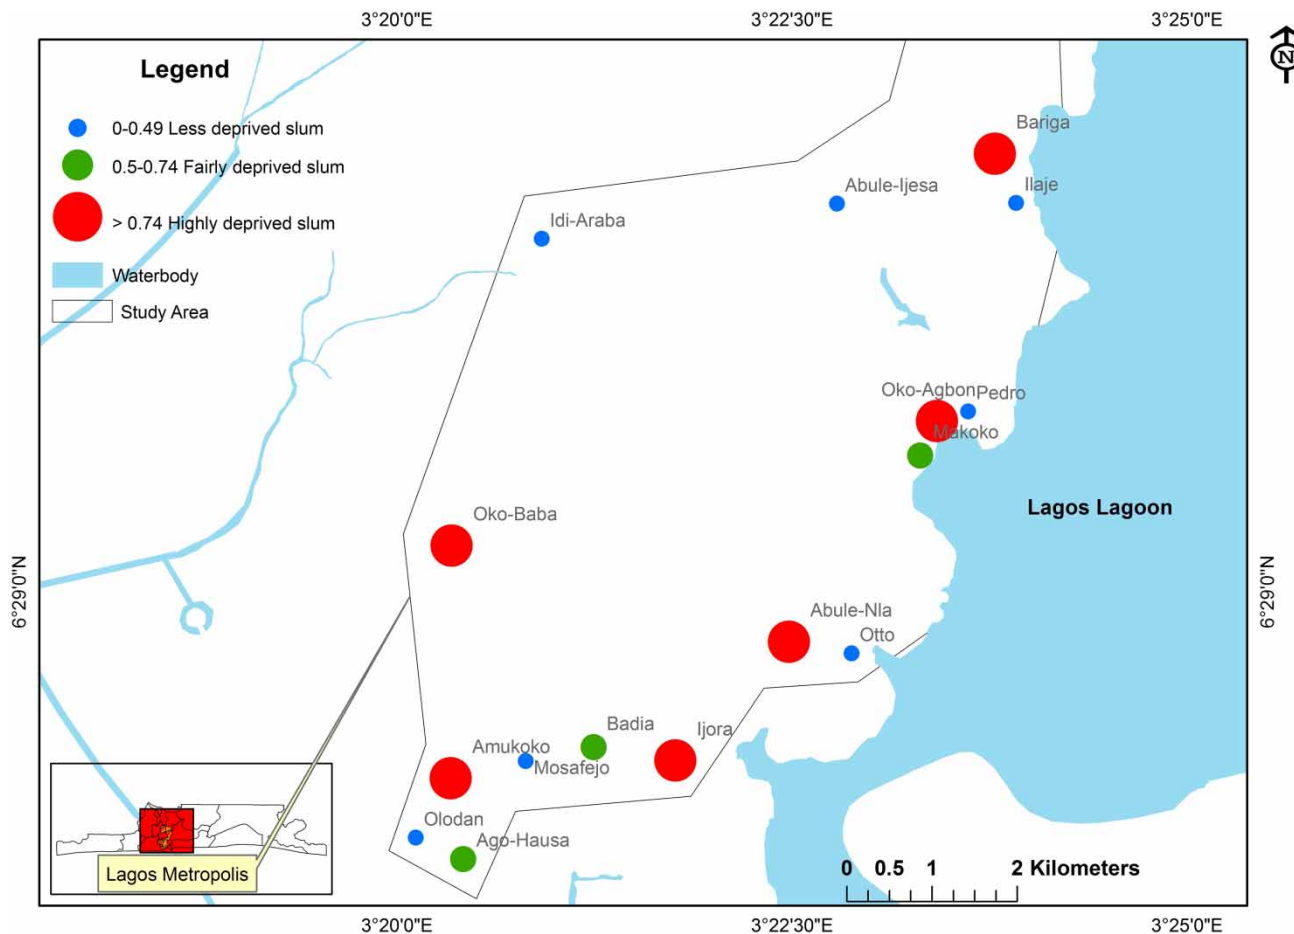 3°20'0"E
3°22'30"E
3°25'0"E
N
Legend
0-0.49 Less deprived slum
0.5-0.74 Fairly deprived slum
> 0.74 Highly deprived slum
Waterbody
Study Area
Bariga
Abule-Ijesa
Ilaje
Idi-Araba
Oko-Agbon
Pedro
Makoko
Lagos Lagoon
Oko-Baba
6°29'0"N
6°29'0"N
Abule-Nla
Otto
Badia
Ijora
Amukoko
Mosafejo
Olodan
Ago-Hausa
Lagos Metropolis
0 0.5 1 2 Kilometers
3°20'0"E
3°22'30"E
3°25'0"E